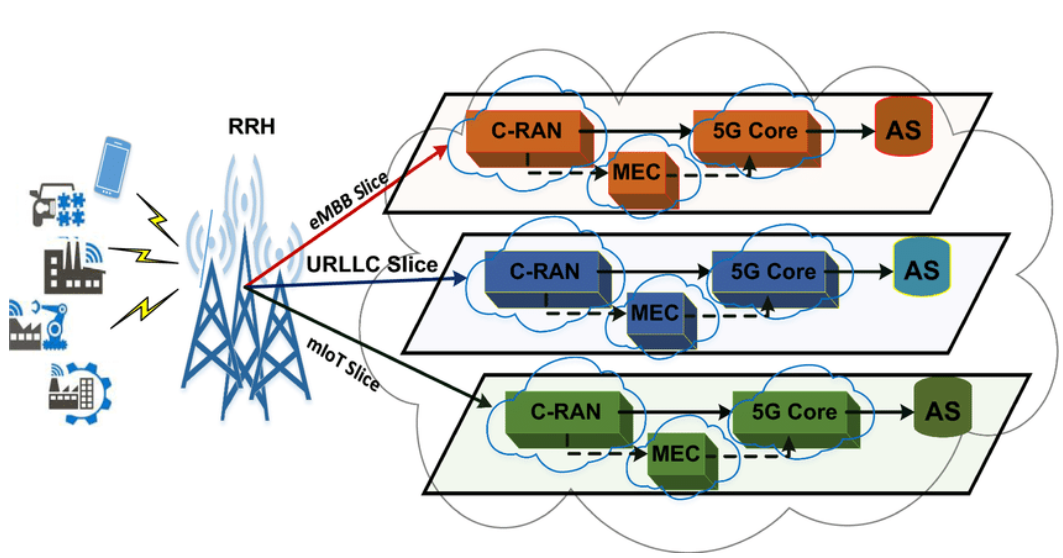 RRH
eMBB Slice
C-RAN
5G Core
AS
MEC
URLLC Slice
C-RAN
5G Core
AS
MEC
mIoT Slice
C-RAN
5G Core
AS
MEC